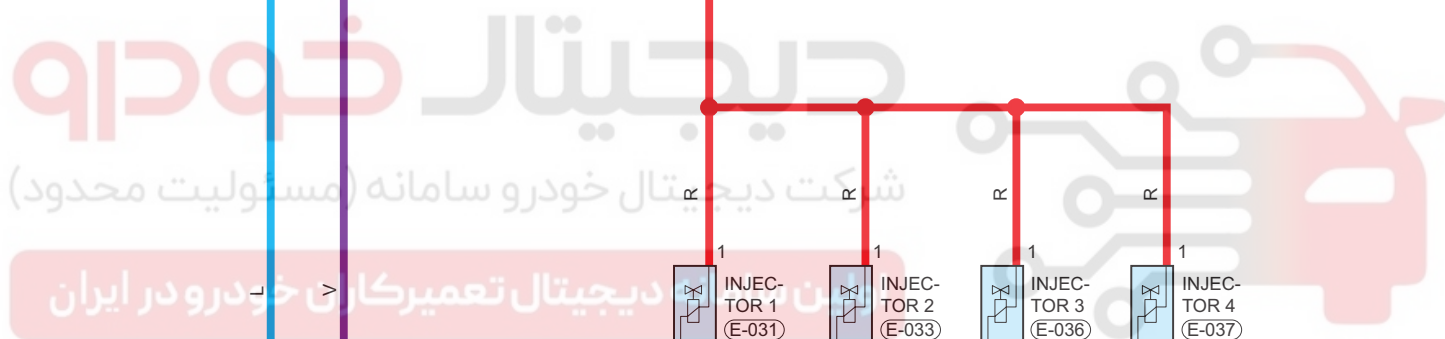 دیجیتال خودرو
شرکت دیجیتال خودرو سامانه (مسئولیت محدود)
اولین سامانه دیجیتال تعمیرکاران خودرو در ایران
L
V
R
R
R
R
1
1
1
1
INJEC-
TOR 1
E-031
INJEC-
TOR 2
E-033
INJEC-
TOR 3
E-036
INJEC-
TOR 4
E-037